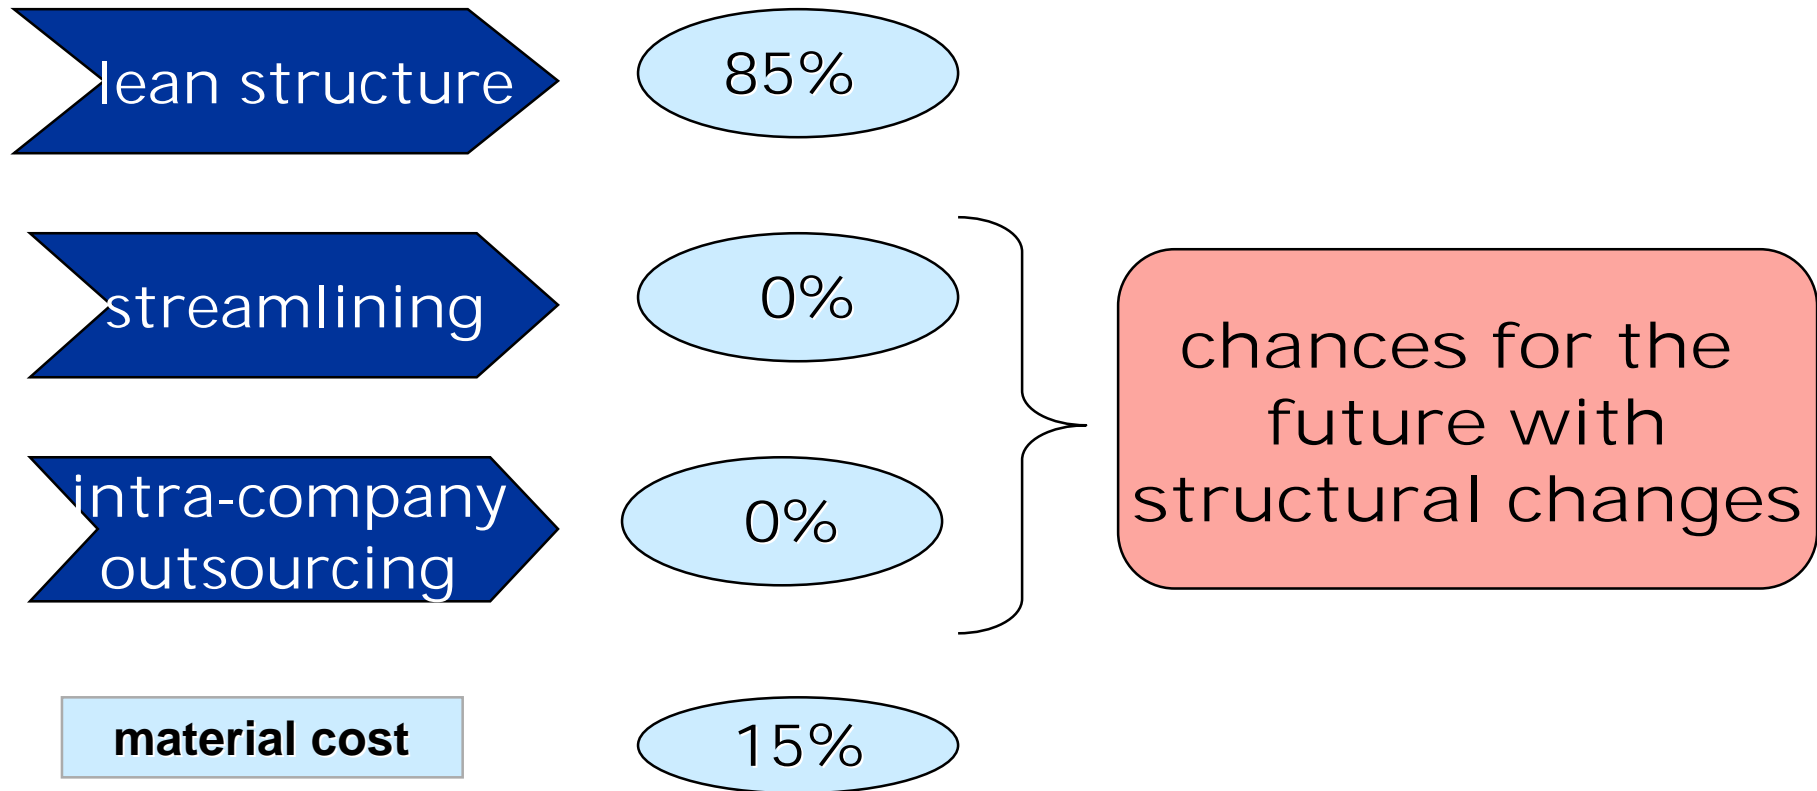 lean structure
85%
streamlining
0%
intra-company
outsourcing
0%
chances for the
future with
structural changes
material cost
15%